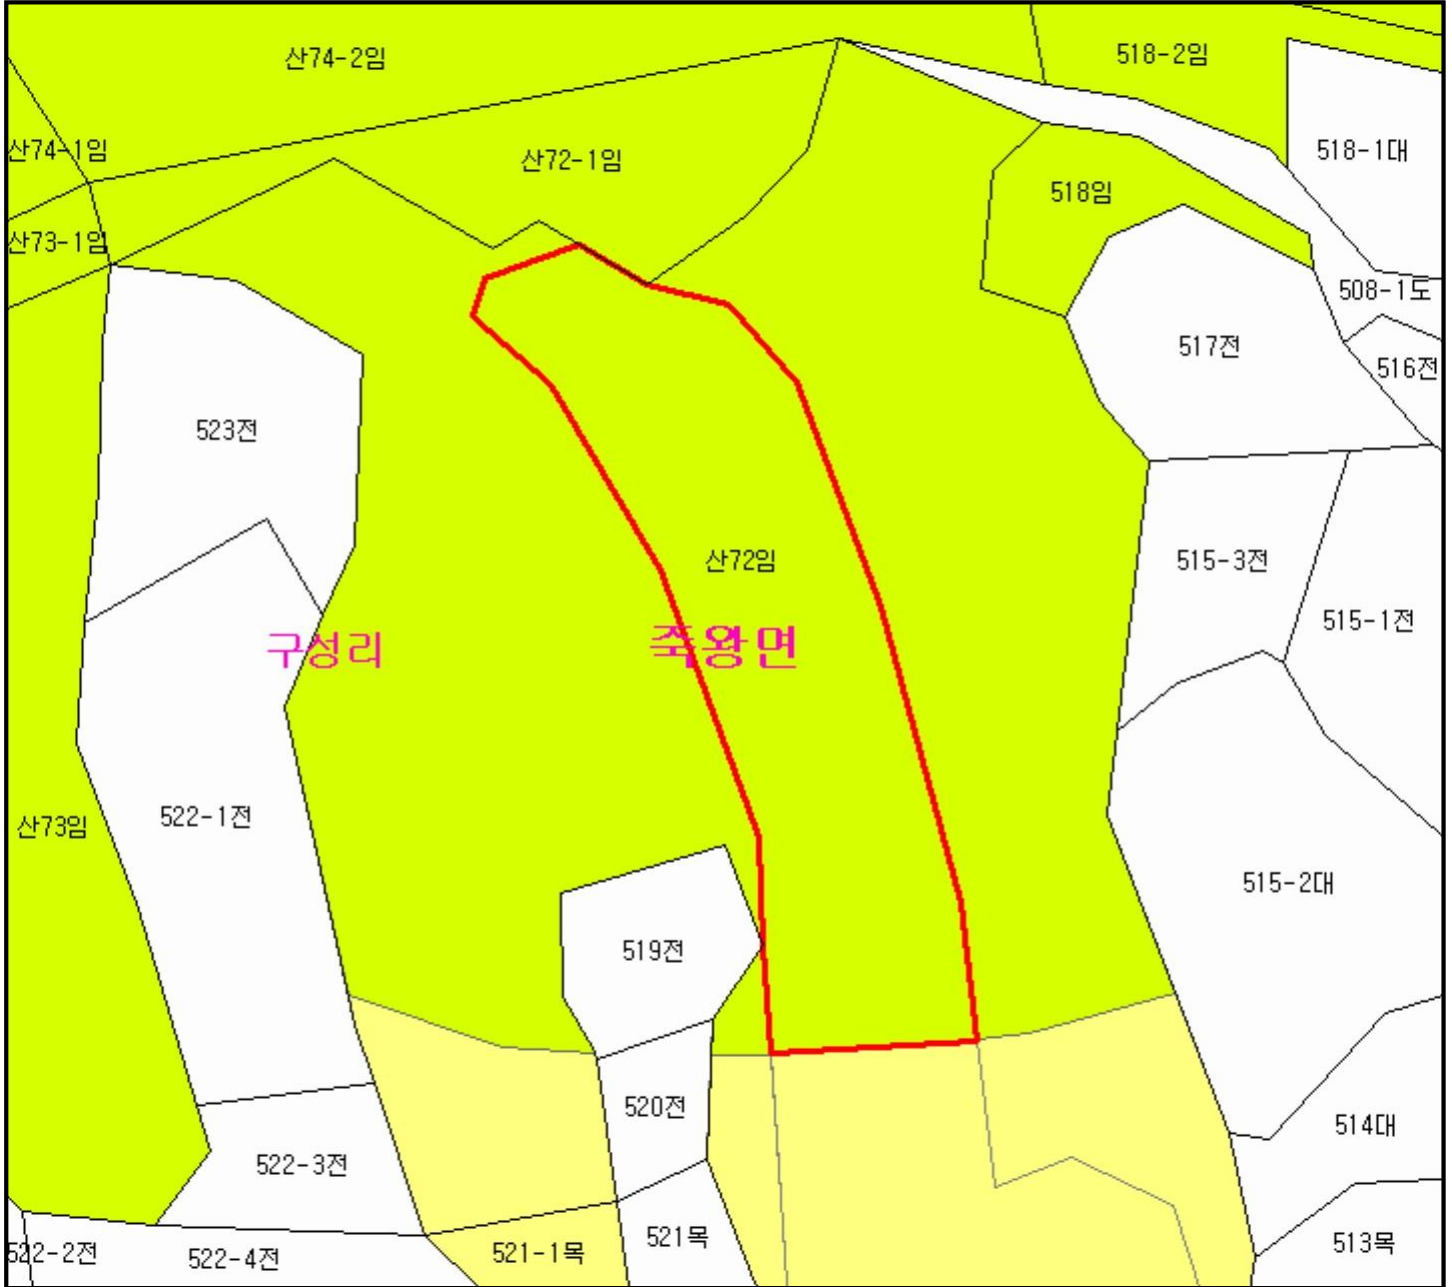 산74-2임
518-2임
산74-1임
산72-1임
518-1대
518임
산73-1임
508-1도
517전
516전
523전
산72임
515-3전
515-1전
구성리
죽왕면
522-1전
산73임
515-2대
519전
520전
514대
522-3전
521목
513목
522-2전
522-4전
521-1목